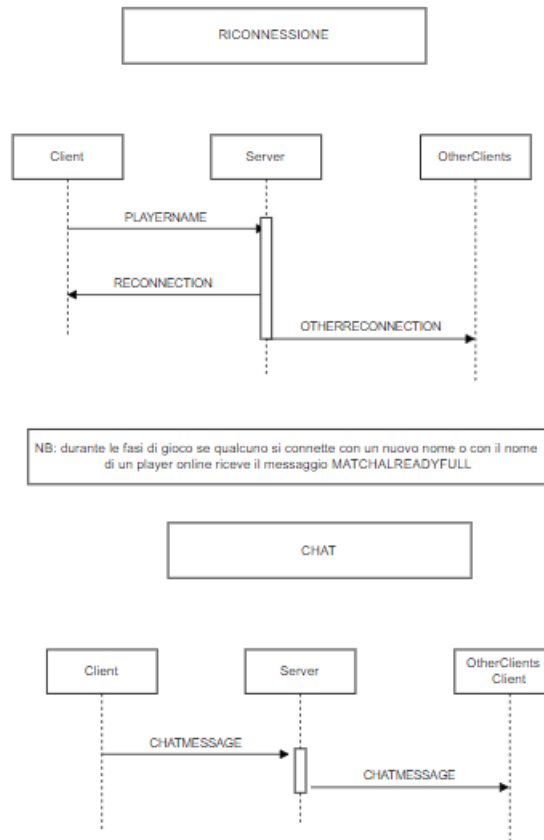 RICONNESSIONE
Client
Server
OtherClients
PLAYERNAME
RECONNECTION
OTHERRECONNECTION
NB: durante le fasi di gioco se qualcuno si connette con un nuovo nome o con il nome
di un player online riceve il messaggio MATCHALREADYFULL
CHAT
Client
Server
OtherClients
Client
CHATMESSAGE
CHATMESSAGE